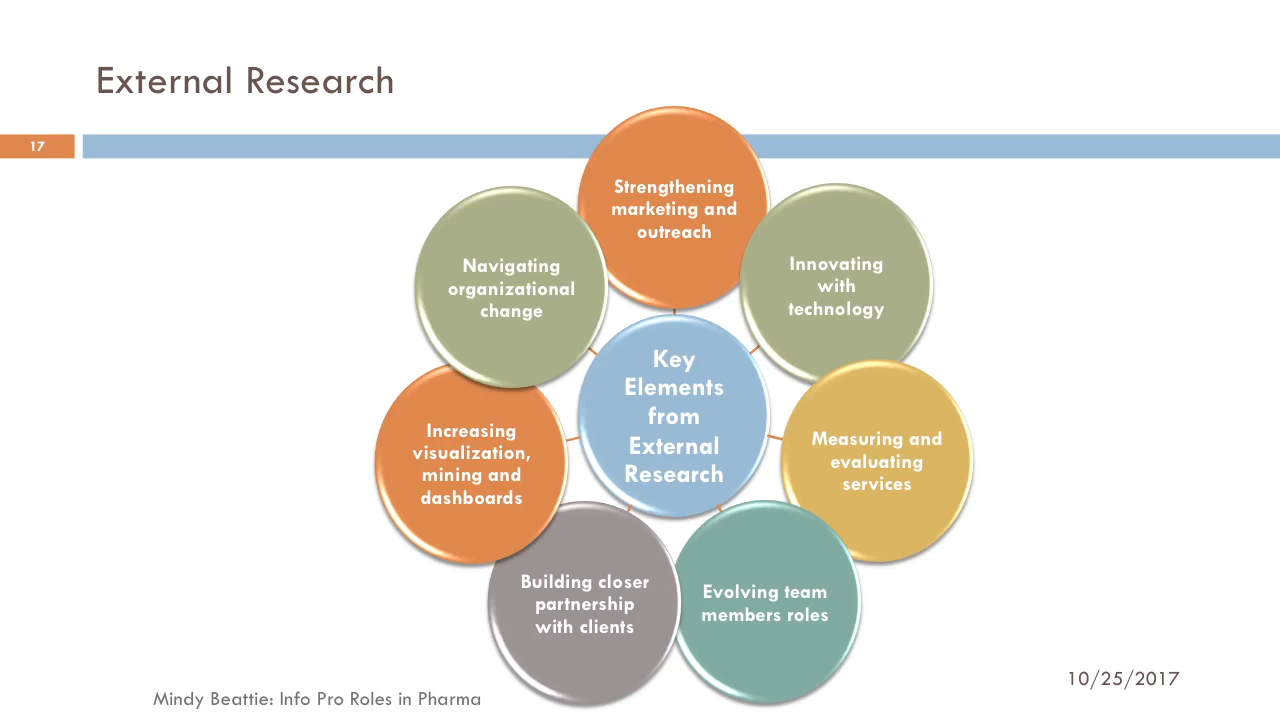 External Research
17
Strengthening
marketing and
outreach
Innovating
with
technology
Measuring and
evaluating
services
Evolving team
members roles
Building closer
partnership
with clients
Increasing
visualization,
mining and
dashboards
Navigating
organizational
change
Key
Elements
from
External
Research
Mindy Beattie: Info Pro Roles in Pharma
10/25/2017